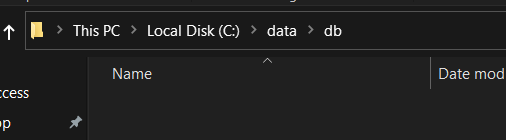 This PC > Local Disk (C:) > data > db
Name Date mod
ccess
op